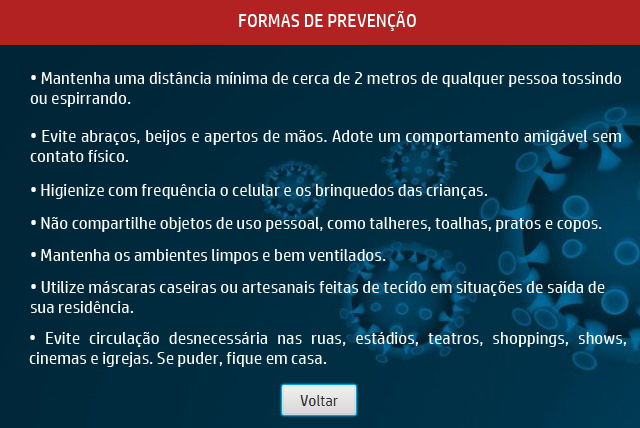 FORMAS DE PREVENÇÃO
• Mantenha uma distância mínima de cerca de 2 metros de qualquer pessoa tossindo
ou espirrando.
• Evite abraços, beijos e apertos de mãos. Adote um comportamento amigável sem
contato físico.
• Higienize com frequência o celular e os brinquedos das crianças.
• Não compartilhe objetos de uso pessoal, como talheres, toalhas, pratos e copos.
• Mantenha os ambientes limpos e bem ventilados.
• Utilize máscaras caseiras ou artesanais feitas de tecido em situações de saída de
sua residência.
• Evite circulação desnecessária nas ruas, estádios, teatros, shoppings, shows,
cinemas e igrejas. Se puder, fique em casa.
Voltar